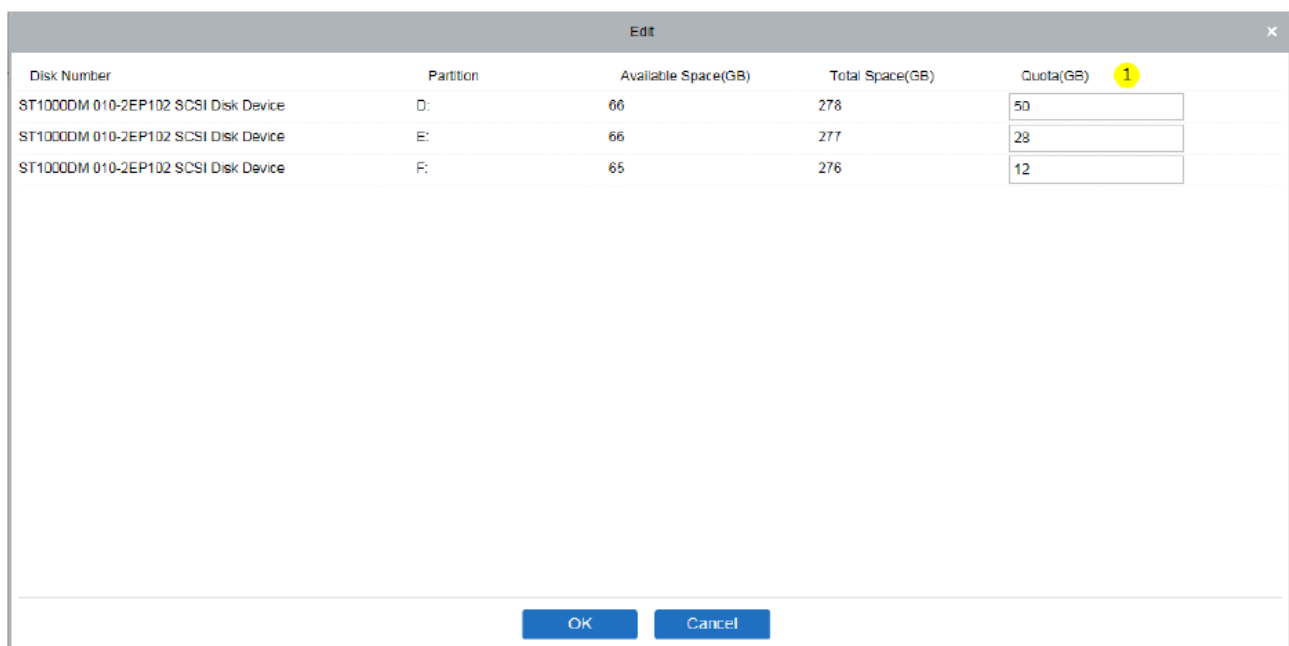 Edit ×
Disk Number Partition Available Space(GB) Total Space(GB) Quota(GB) 1
ST1000DM 010-2EP102 SCSI Disk Device D: 66 278 50
ST1000DM 010-2EP102 SCSI Disk Device E: 66 277 28
ST1000DM 010-2EP102 SCSI Disk Device F: 65 276 12
OK Cancel